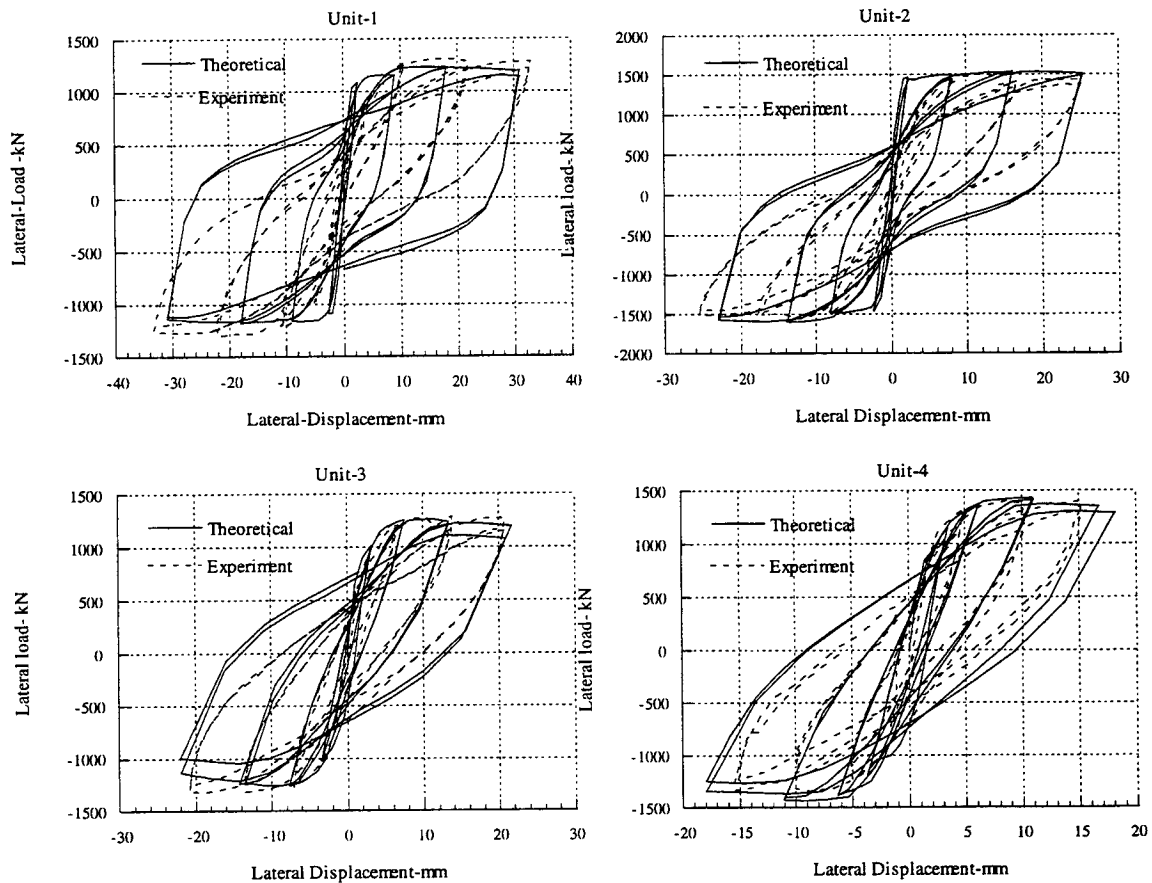 Unit-1
1500
1000
500
0
-500
-1000
-1500
Lateral-Load -kN
Theoretical
Experiment
-40 -30 -20 -10 0 10 20 30 40
Lateral-Displacement-mm
Unit-2
2000
1500
1000
500
0
-500
-1000
-1500
-2000
Lateral load- kN
Theoretical
Experiment
-30 -20 -10 0 10 20 30
Lateral Displacement-mm
Unit-3
1500
1000
500
0
-500
-1000
-1500
Lateral load- kN
Theoretical
Experiment
-30 -20 -10 0 10 20 30
Lateral Displacement-mm
Unit-4
1500
1000
500
0
-500
-1000
-1500
Lateral load- kN
Theoretical
Experiment
-20 -15 -10 -5 0 5 10 15 20
Lateral Displacement-mm